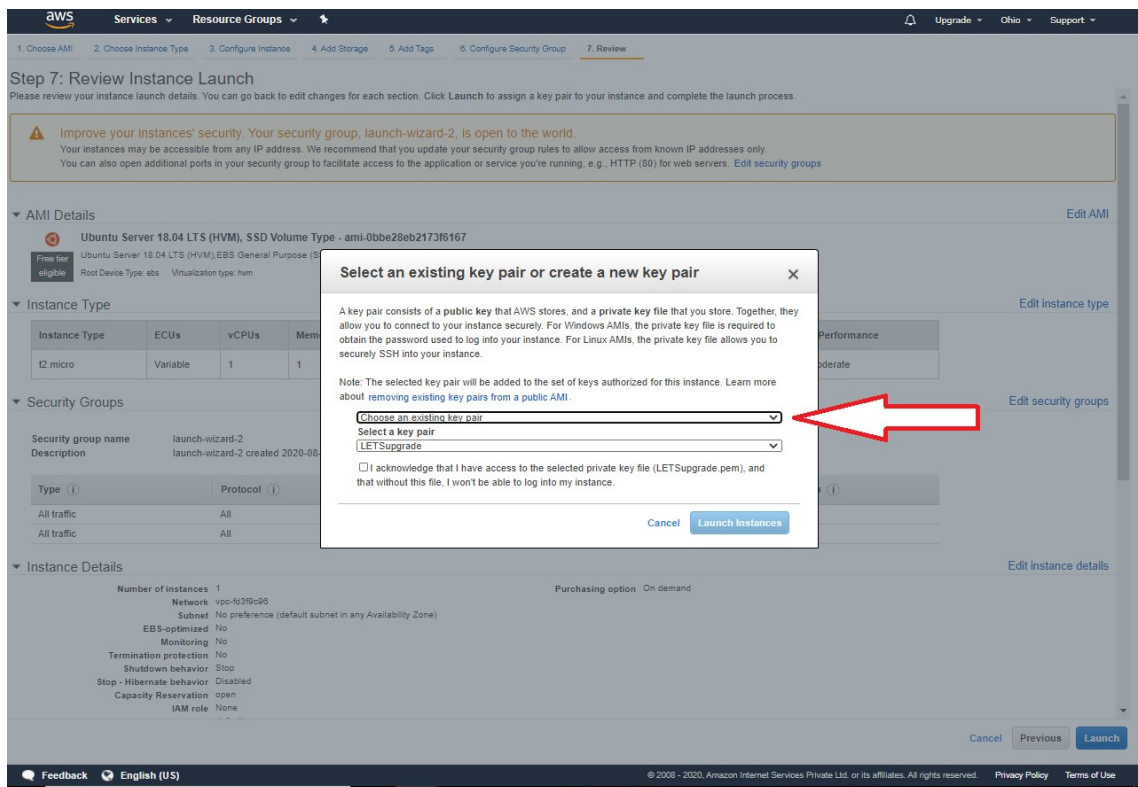 aws Services Resource Groups Upgrade Ohio Support
1. Choose AMI 2. Choose Instance Type 3. Configure Instance 4. Add Storage 5. Add Tags 6. Configure Security Group 7. Review
Step 7: Review Instance Launch
Please review your instance launch details. You can go back to edit changes for each section. Click Launch to assign a key pair to your instance and complete the launch process.
Improve your instances' security. Your security group, launch-wizard-2, is open to the world.
Your instances may be accessible from any IP address. We recommend that you update your security group rules to allow access from known IP addresses only.
You can also open additional ports in your security group to facilitate access to the application or service you're running, e.g., HTTP (80) for web servers. Edit security groups
AMI Details Edit AMI
Ubuntu Server 18.04 LTS (HVM), SSD Volume Type - ami-0bbe28eb2173f6167
Free tier
eligible
Ubuntu Server 18.04 LTS (HVM),EBS General Purpose (S
Root Device Type: ebs Virtualization type: hvm
Select an existing key pair or create a new key pair ×
A key pair consists of a public key that AWS stores, and a private key file that you store. Together, they
allow you to connect to your instance securely. For Windows AMIs, the private key file is required to
obtain the password used to log into your instance. For Linux AMIs, the private key file allows you to
securely SSH into your instance.
Note: The selected key pair will be added to the set of keys authorized for this instance. Learn more
about removing existing key pairs from a public AMI.
Choose an existing key pair
Select a key pair
LETSupgrade
I acknowledge that I have access to the selected private key file (LETSupgrade.pem), and
that without this file, I won't be able to log into my instance.
Cancel Launch Instances
Instance Type Edit instance type
Instance Type ECUs vCPUs Mem Performance
t2.micro Variable 1 1 oderate
Security Groups Edit security groups
Security group name launch-wizard-2
Description launch-wizard-2 created 2020-08-
Type Protocol
All traffic All
All traffic All
Instance Details Edit instance details
Number of instances 1 Purchasing option On demand
Network vpc-fd3f9c96
Subnet No preference (default subnet in any Availability Zone)
EBS-optimized No
Monitoring No
Termination protection No
Shutdown behavior Stop
Stop - Hibernate behavior Disabled
Capacity Reservation open
IAM role None
Cancel Previous Launch
Feedback English (US) © 2008 - 2020, Amazon Internet Services Private Ltd. or its affiliates. All rights reserved. Privacy Policy Terms of Use